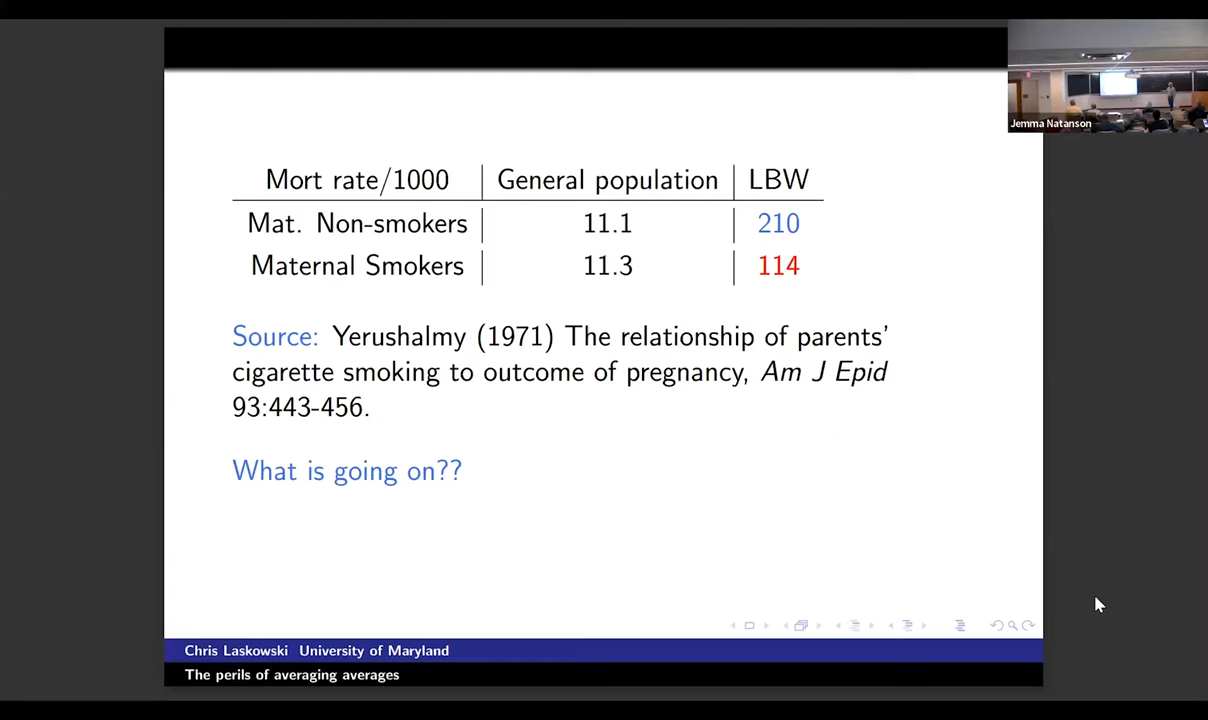 Jemma Natanson
Mort rate/1000 General population LBW
Mat. Non-smokers 11.1 210
Maternal Smokers 11.3 114
Source: Yerushalmy (1971) The relationship of parents'
cigarette smoking to outcome of pregnancy, Am J Epid
93:443-456.
What is going on??
Chris Laskowski University of Maryland
The perils of averaging averages